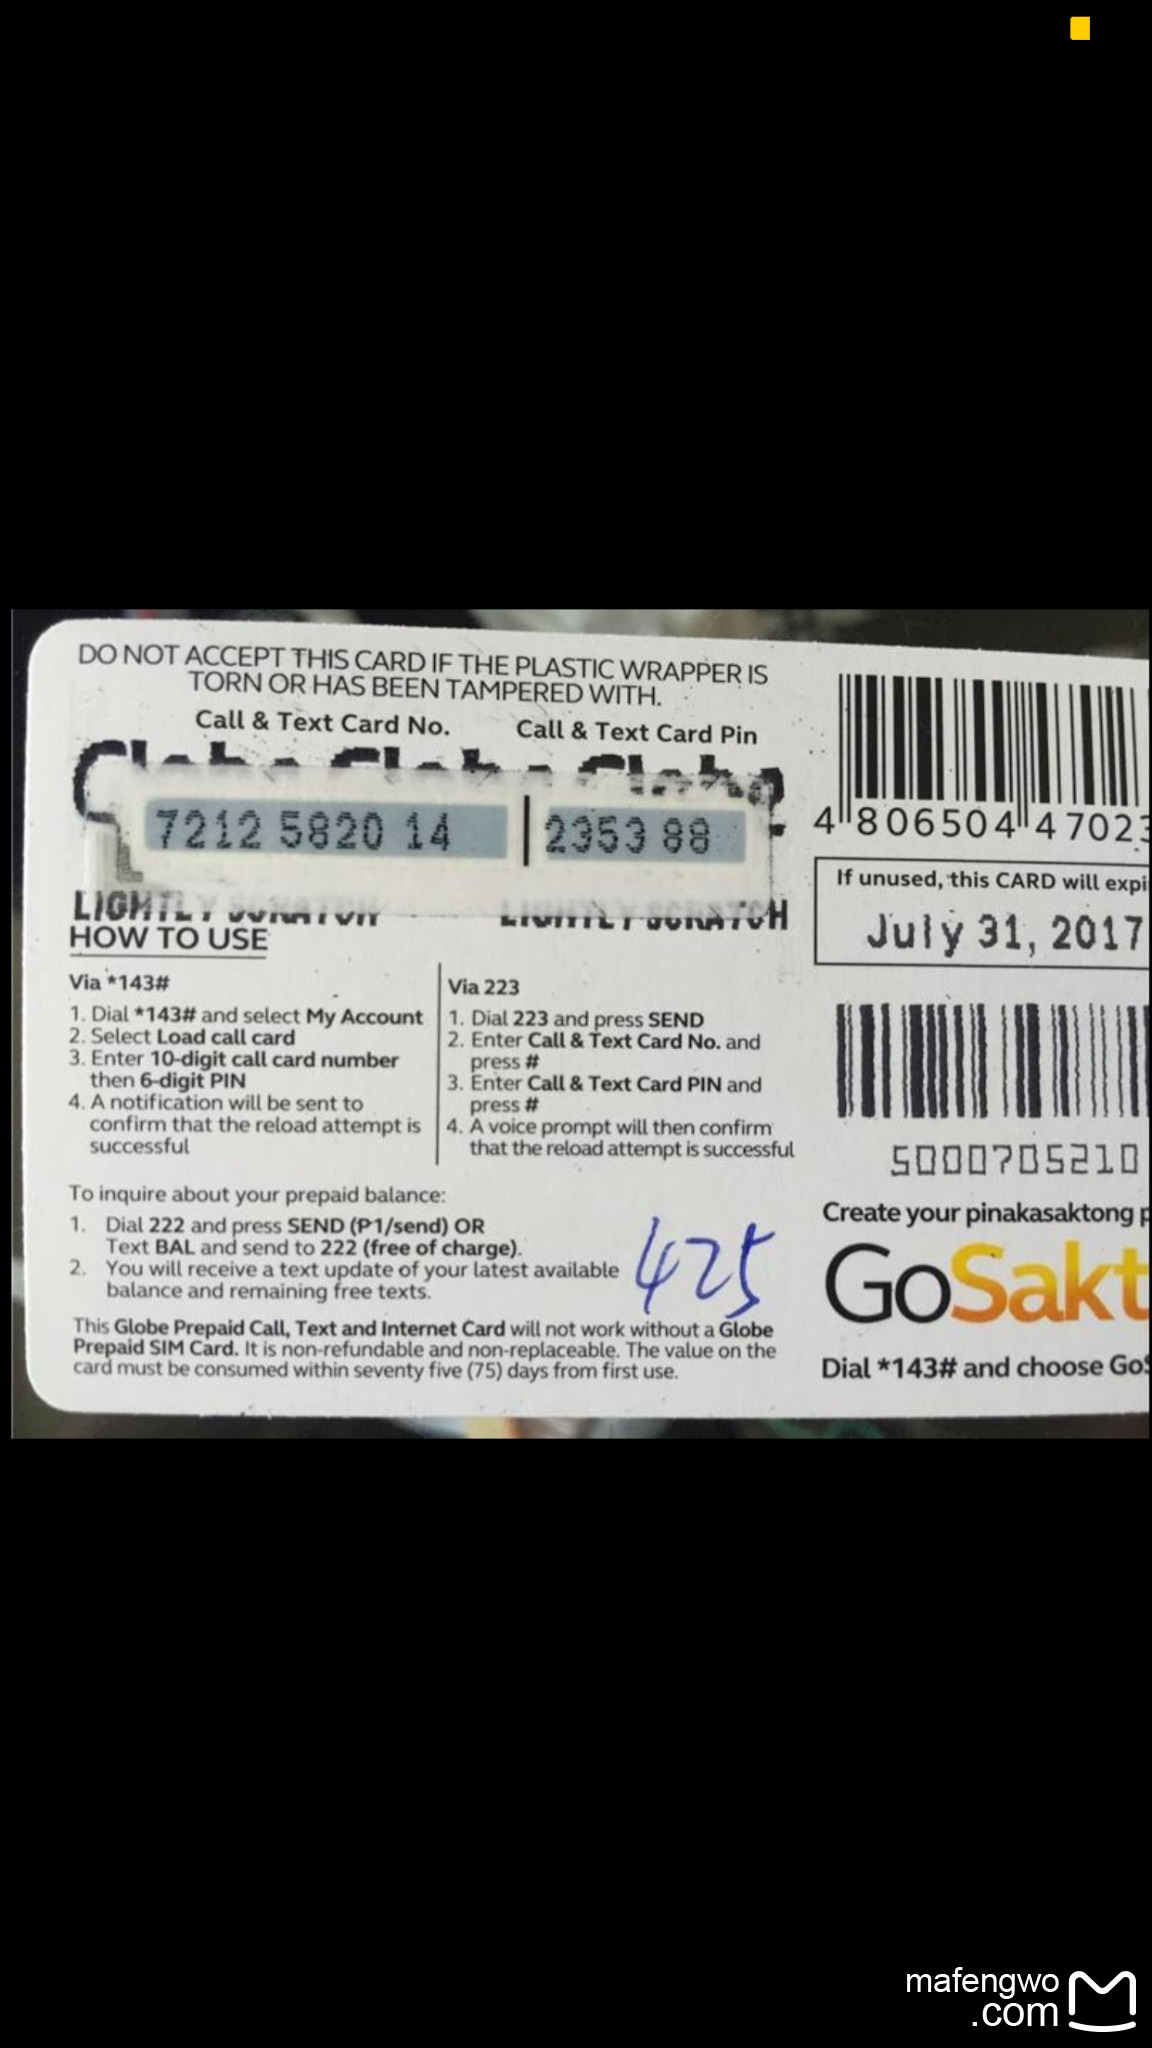 DO NOT ACCEPT THIS CARD IF THE PLASTIC WRAPPER IS
TORN OR HAS BEEN TAMPERED WITH.
Call & Text Card No.
Call & Text Card Pin
Globe Globe Globe
7212 5820 14
2353 88
LIGHTLY SCRATCH
LIGHTLY SCRATCH
HOW TO USE
Via *143#
1. Dial *143# and select My Account
2. Select Load call card
3. Enter 10-digit call card number
then 6-digit PIN
4. A notification will be sent to
confirm that the reload attempt is
successful
Via 223
1. Dial 223 and press SEND
2. Enter Call & Text Card No. and
press #
3. Enter Call & Text Card PIN and
press #
4. A voice prompt will then confirm
that the reload attempt is successful
To inquire about your prepaid balance:
1. Dial 222 and press SEND (P1/send) OR
Text BAL and send to 222 (free of charge).
2. You will receive a text update of your latest available
balance and remaining free texts.
425
This Globe Prepaid Call, Text and Internet Card will not work without a Globe
Prepaid SIM Card. It is non-refundable and non-replaceable. The value on the
card must be consumed within seventy five (75) days from first use.
4 806504 47023
If unused, this CARD will expi
July 31, 2017
5000705210
Create your pinakasaktong p
GoSakt
Dial *143# and choose GoS
mafengwo
.com